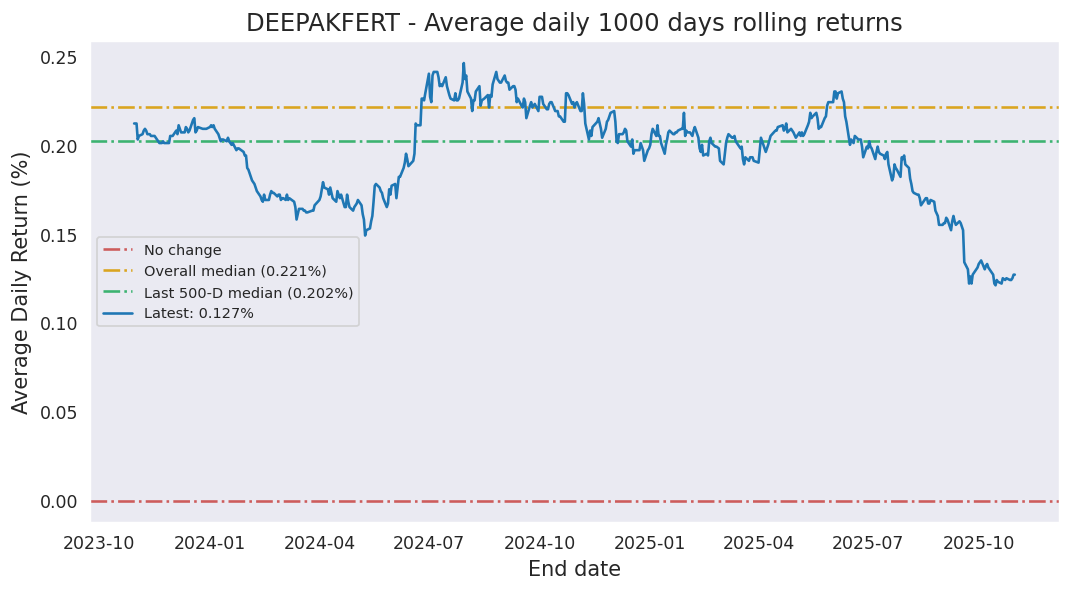 DEEPAKFERT - Average daily 1000 days rolling returns
Average Daily Return (%)
0.25
0.20
0.15
0.10
0.05
0.00
No change
Overall median (0.221%)
Last 500-D median (0.202%)
Latest: 0.127%
2023-10 2024-01 2024-04 2024-07 2024-10 2025-01 2025-04 2025-07 2025-10
End date